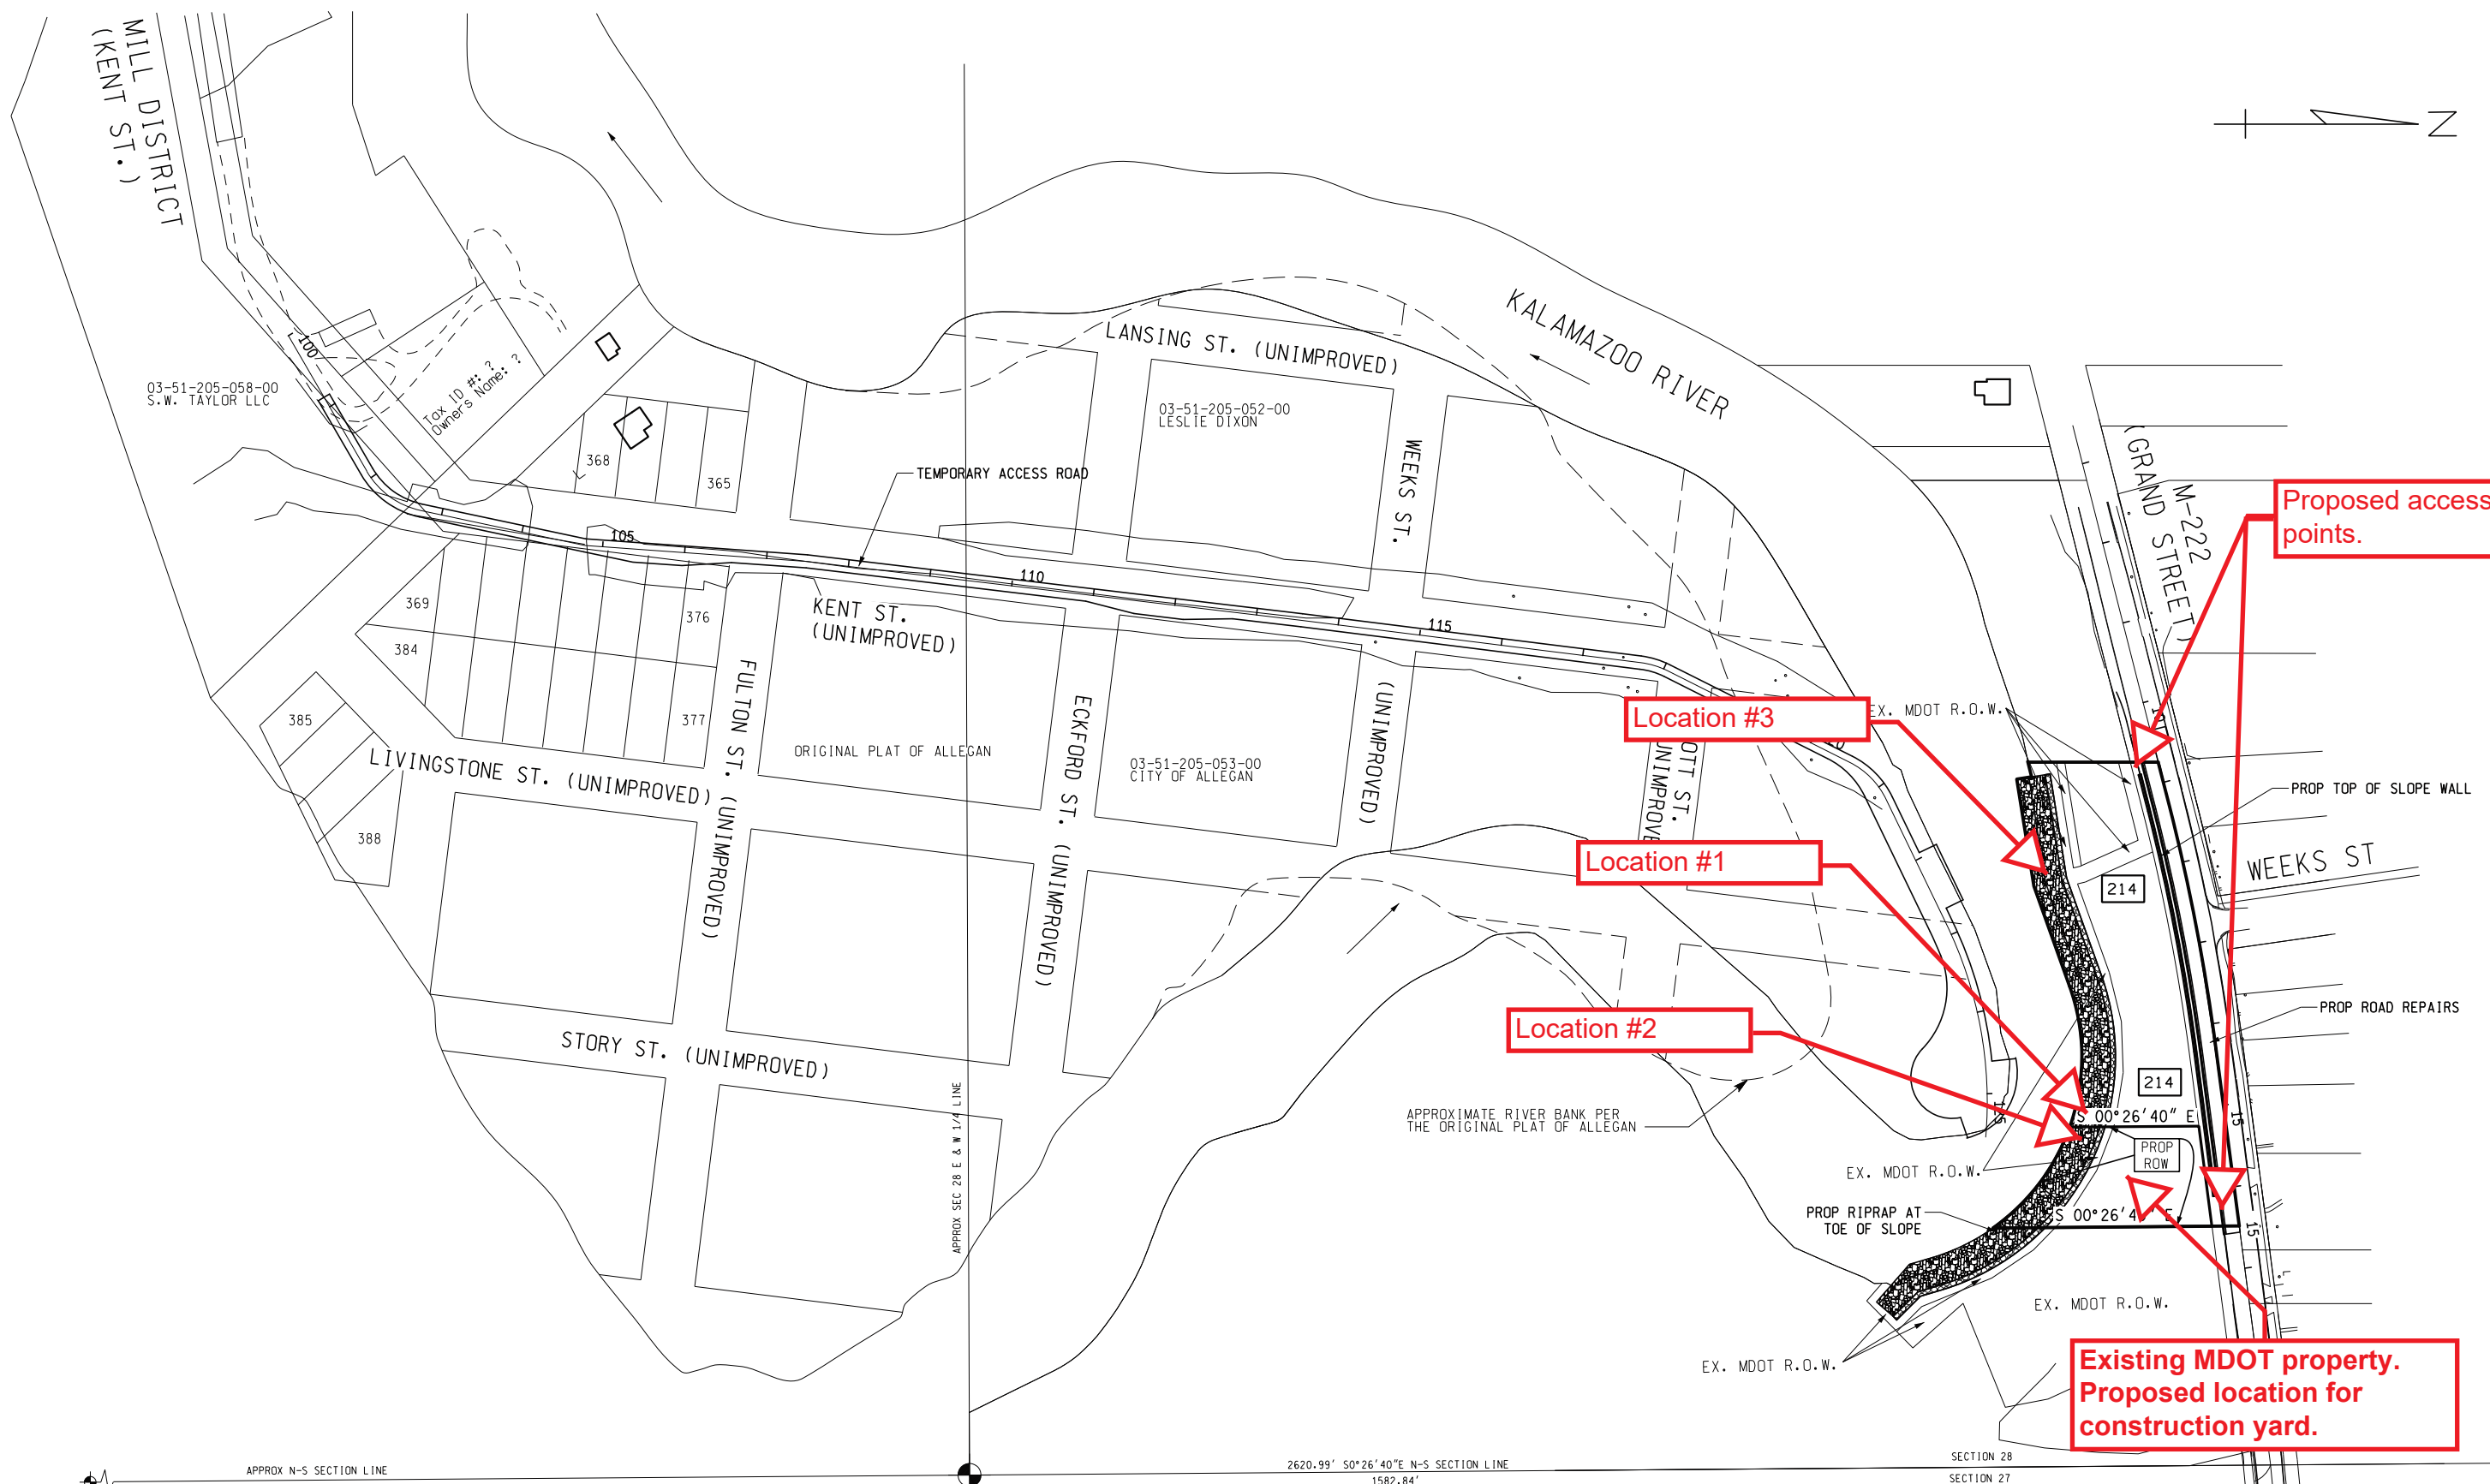 MILL DISTRICT
(KENT ST.)
03-51-205-058-00
S.W. TAYLOR LLC
100
Tax ID #: ?
Owners Name: ?
368
365
TEMPORARY ACCESS ROAD
105
110
115
LANSING ST. (UNIMPROVED)
03-51-205-052-00
LESLIE DIXON
WEEKS ST.
KALAMAZOO RIVER
N
M-222
(GRAND STREET)
Proposed access
points.
369
384
376
377
385
388
KENT ST.
(UNIMPROVED)
FULTON ST. (UNIMPROVED)
ORIGINAL PLAT OF ALLEGAN
ECKFORD ST. (UNIMPROVED)
03-51-205-053-00
CITY OF ALLEGAN
(UNIMPROVED)
LIVINGSTONE ST. (UNIMPROVED)
STORY ST. (UNIMPROVED)
Location #3
EX. MDOT R.O.W.
PROP TOP OF SLOPE WALL
Location #1
WEEKS ST
214
Location #2
PROP ROAD REPAIRS
214
APPROXIMATE RIVER BANK PER
THE ORIGINAL PLAT OF ALLEGAN
S 00°26'40" E
15
PROP
ROW
EX. MDOT R.O.W.
PROP RIPRAP AT
TOE OF SLOPE
15
EX. MDOT R.O.W.
EX. MDOT R.O.W.
Existing MDOT property.
Proposed location for
construction yard.
APPROX SEC 28 E & W 1/4 LINE
APPROX N-S SECTION LINE
2620.99' S0°26'40"E N-S SECTION LINE
1582.84'
SECTION 28
SECTION 27